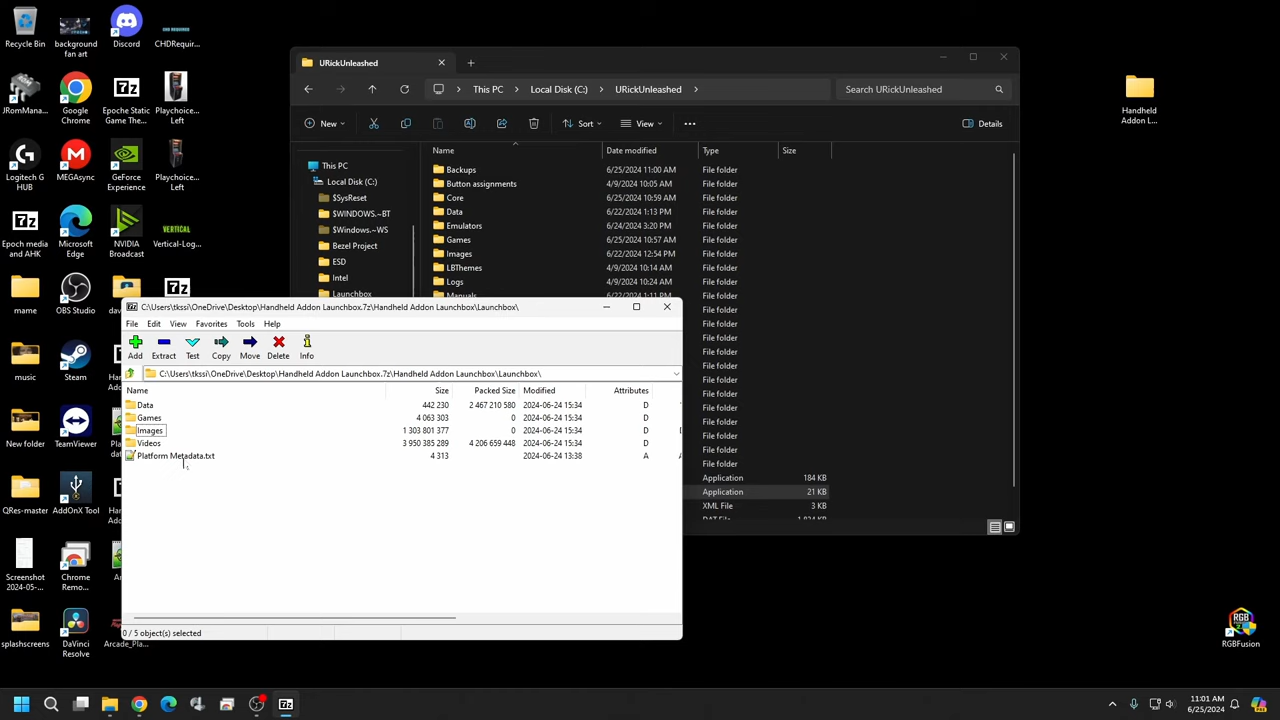 Recycle Bin
background fan art
Discord
CHDRequir...
JRomMana...
Google Chrome
Epoche Static Game The...
Playchoice... Left
Logitech G HUB
MEGAsync
GeForce Experience
Playchoice... Left
Epoch media and AHK
Microsoft Edge
NVIDIA Broadcast
Vertical-Log...
mame
OBS Studio
music
Steam
New folder
TeamViewer
QRes-master
AddOnX Tool
Screenshot 2024-05-...
Chrome Remo...
splashscreens
DaVinci Resolve
Arcade_Pla...
Handheld Addon L...
RGBFusion
URickUnleashed
This PC
Local Disk (C:)
URickUnleashed
Search URickUnleashed
New
Sort
View
Details
This PC
Local Disk (C:)
$SysReset
$WINDOWS.~BT
$Windows.~WS
Bezel Project
ESD
Intel
Launchbox
Name Date modified Type Size
Backups 6/25/2024 11:00 AM File folder
Button assignments 4/9/2024 10:05 AM File folder
Core 6/25/2024 10:59 AM File folder
Data 6/22/2024 1:13 PM File folder
Emulators 6/24/2024 3:20 PM File folder
Games 6/25/2024 10:57 AM File folder
Images 6/22/2024 12:54 PM File folder
LBThemes 4/9/2024 10:14 AM File folder
Logs 4/9/2024 10:24 AM File folder
Manuals 6/22/2024 1:11 PM File folder
File folder
File folder
File folder
File folder
File folder
File folder
File folder
File folder
File folder
File folder
File folder
File folder
Application 184 KB
Application 21 KB
XML File 3 KB
C:\Users\tkssi\OneDrive\Desktop\Handheld Addon Launchbox.7z\Handheld Addon Launchbox\Launchbox\
File Edit View Favorites Tools Help
Add Extract Test Copy Move Delete Info
C:\Users\tkssi\OneDrive\Desktop\Handheld Addon Launchbox.7z\Handheld Addon Launchbox\Launchbox\
Name Size Packed Size Modified Attributes
Data 442 230 2 467 210 580 2024-06-24 15:34 D
Games 4 063 303 0 2024-06-24 15:34 D
Images 1 303 801 377 0 2024-06-24 15:34 D
Videos 3 950 385 289 4 206 659 448 2024-06-24 15:34 D
Platform Metadata.txt 4 313 2024-06-24 13:38 A
0 / 5 object(s) selected
11:01 AM
6/25/2024